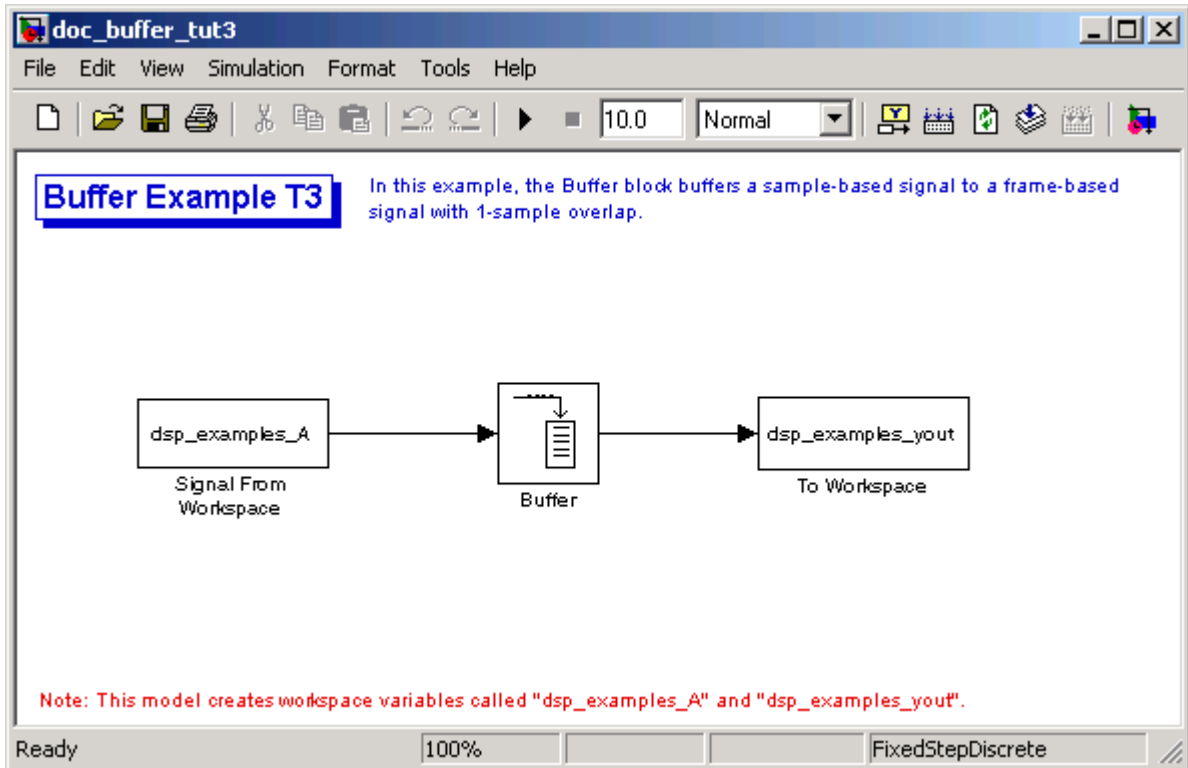 doc_buffer_tut3
File Edit View Simulation Format Tools Help
10.0 Normal
Buffer Example T3
In this example, the Buffer block buffers a sample-based signal to a frame-based
signal with 1-sample overlap.
dsp_examples_A
Signal From
Workspace
Buffer
dsp_examples_yout
To Workspace
Note: This model creates workspace variables called "dsp_examples_A" and "dsp_examples_yout".
Ready 100% FixedStepDiscrete